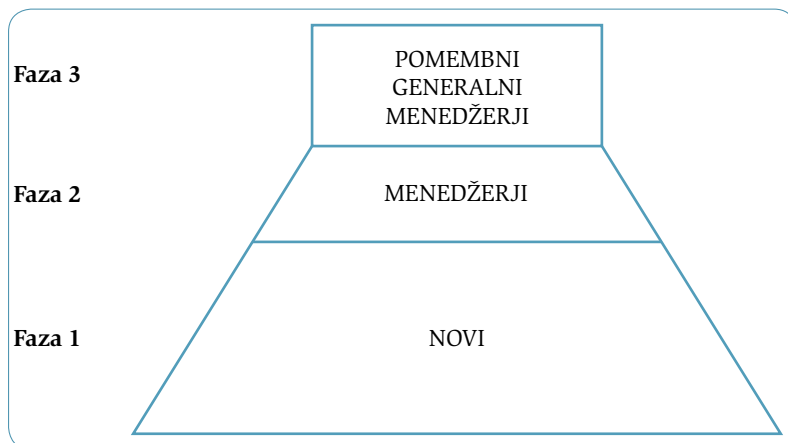 Faza 3
POMEMBNI
GENERALNI
MENEDŽERJI
Faza 2
MENEDŽERJI
Faza 1
NOVI